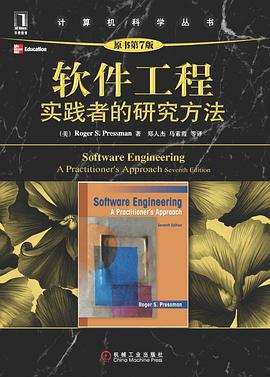 计算机科学丛书
Education
原书第7版
软件工程
实践者的研究方法
(美) Roger S. Pressman 著 郑人杰 马素霞 等译
Software Engineering
A Practitioner's Approach Seventh Edition
Software Engineering
A Practitioner's Approach
Seventh Edition
Roger S. Pressman
机械工业出版社
China Machine Press